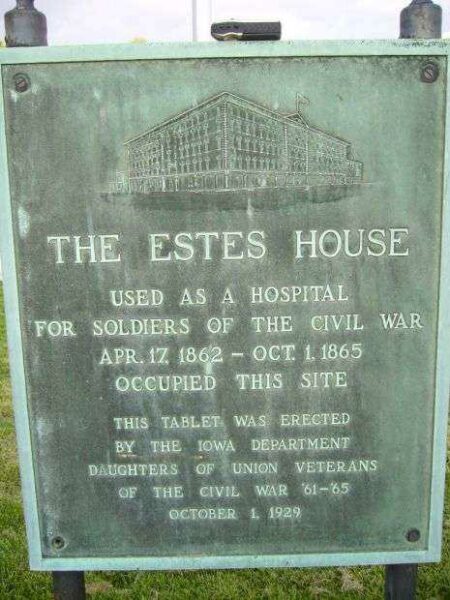 THE ESTES HOUSE
USED AS A HOSPITAL
FOR SOLDIERS OF THE CIVIL WAR
APR. 17, 1862 – OCT. 1, 1865
OCCUPIED THIS SITE
THIS TABLET WAS ERECTED
BY THE IOWA DEPARTMENT
DAUGHTERS OF UNION VETERANS
OF THE CIVIL WAR '61–'65
OCTOBER 1, 1929